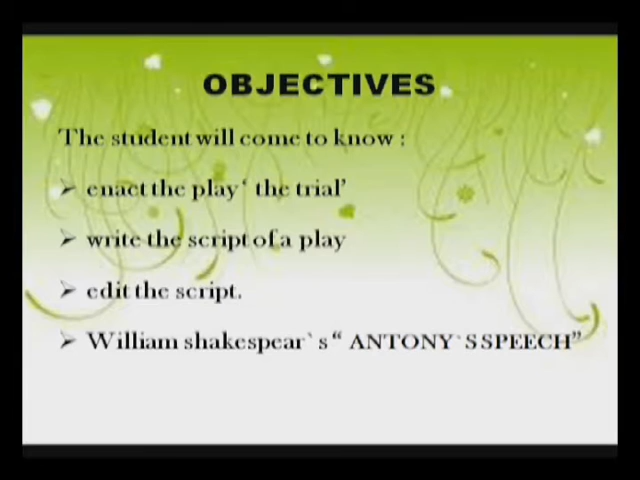 OBJECTIVES
The student will come to know :
➢ enact the play‘ the trial’
➢ write the script of a play
➢ edit the script.
➢ William shakespear` s “ ANTONY`S SPEECH”